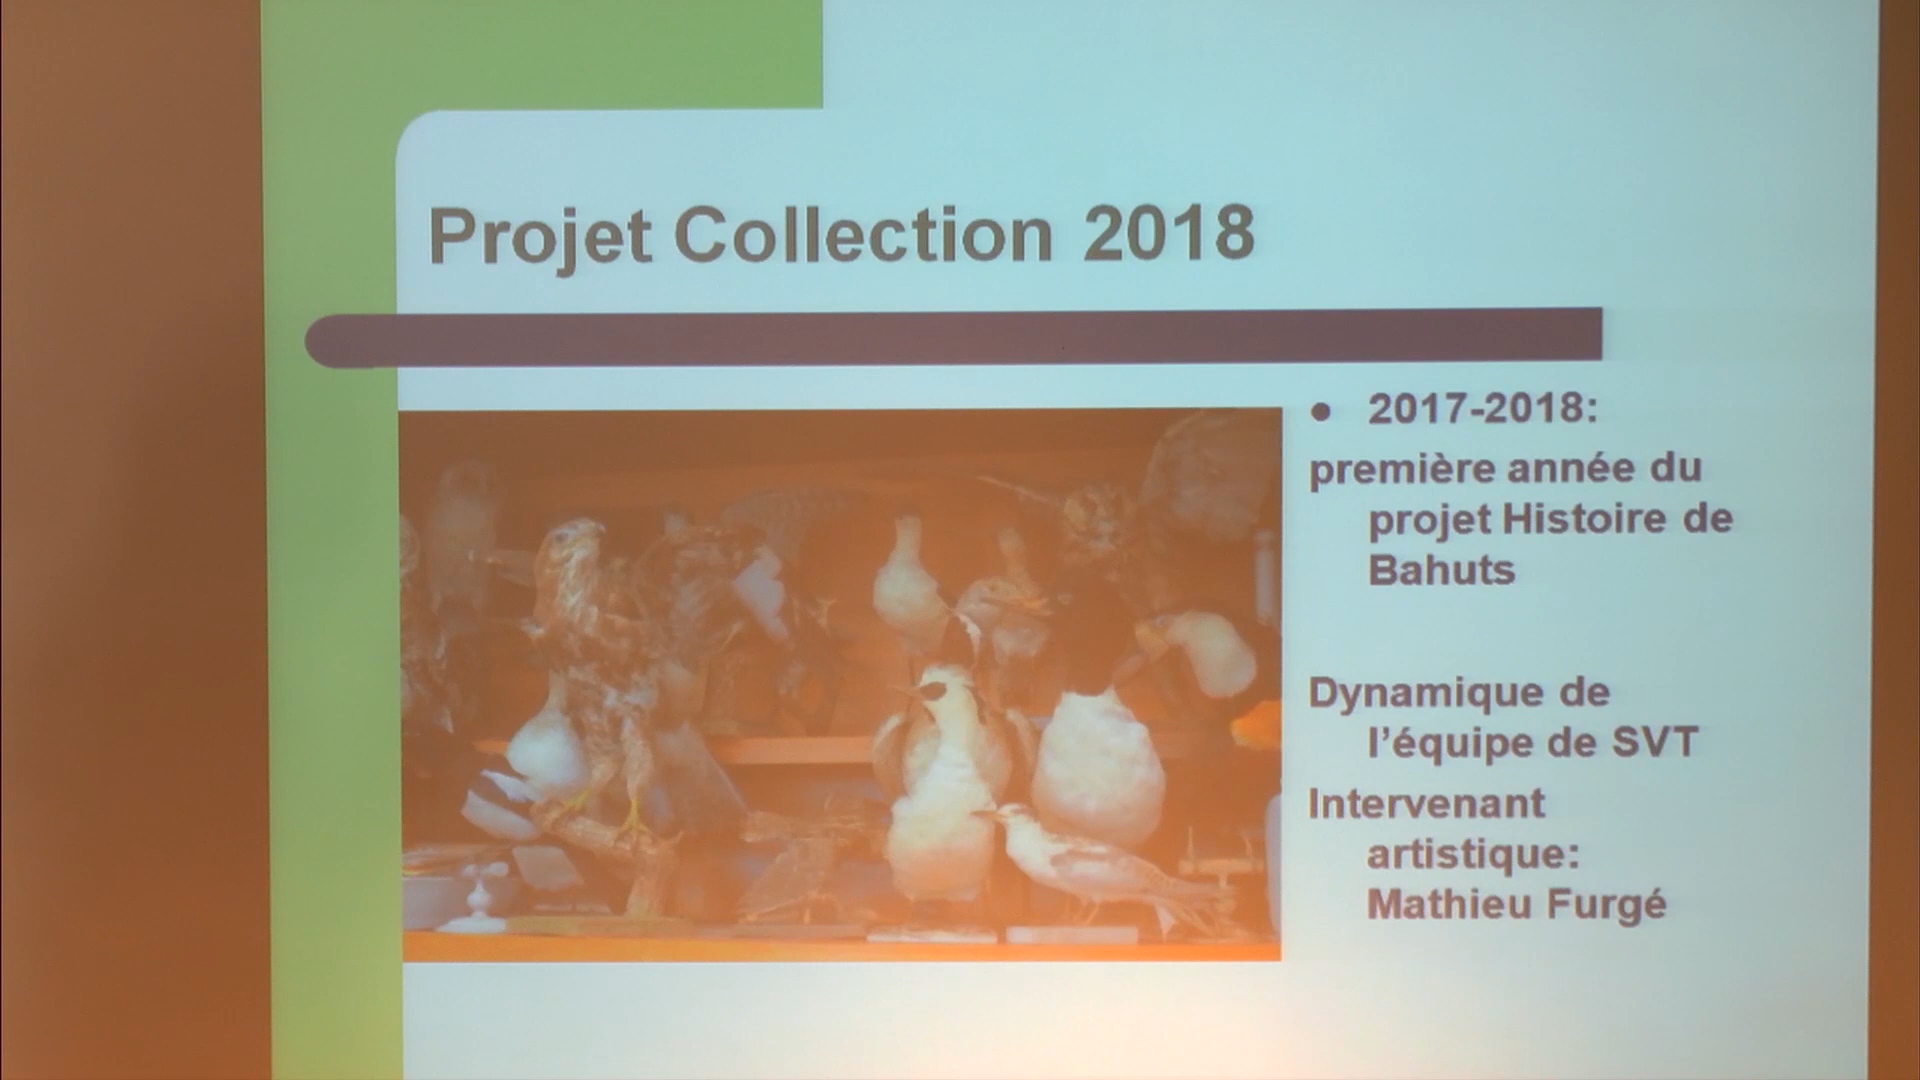 Projet Collection 2018
• 2017-2018:
première année du
projet Histoire de
Bahuts
Dynamique de
l’équipe de SVT
Intervenant
artistique:
Mathieu Furgé